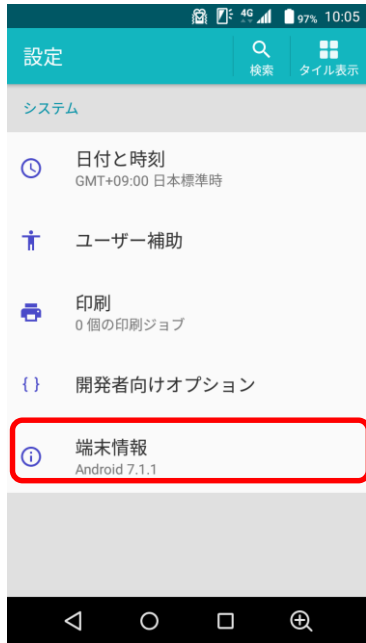 4G 97% 10:05
設定
検索 タイル表示
システム
日付と時刻
GMT+09:00 日本標準時
ユーザー補助
印刷
0 個の印刷ジョブ
{ } 開発者向けオプション
端末情報
Android 7.1.1